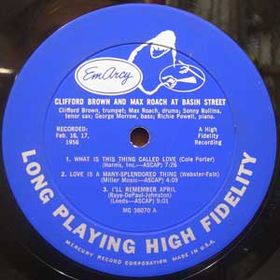 EmArcy
CLIFFORD BROWN AND MAX ROACH AT BASIN STREET
Clifford Brown, trumpet; Max Roach, drums; Sonny Rollins,
tenor sax; George Morrow, bass; Richie Powell, piano.
RECORDED:
Feb. 16, 17,
1956
A High
Fidelity
Recording
1. WHAT IS THIS THING CALLED LOVE (Cole Porter)
(Harms, Inc.—ASCAP) 7:26
2. LOVE IS A MANY-SPLENDORED THING (Webster-Fain)
(Miller Music—ASCAP) 4:09
3. I'LL REMEMBER APRIL
(Raye-DePaul-Johnston)
(Leeds—ASCAP) 9:01
MG 36070 A
LONG PLAYING HIGH FIDELITY
MERCURY RECORD CORPORATION MADE IN U.S.A.